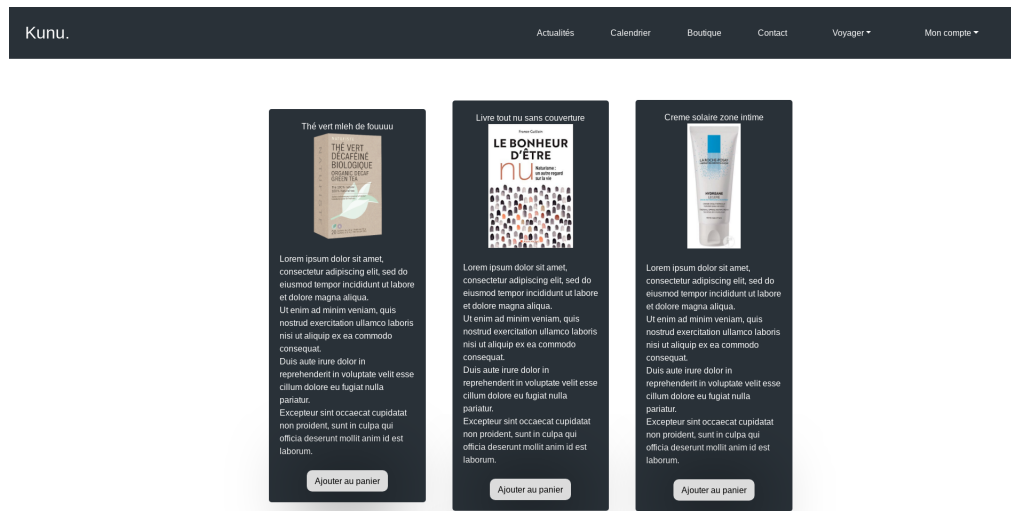 Kunu.
Actualités
Calendrier
Boutique
Contact
Voyager
Mon compte
Thé vert mleh de fouuuu
THÉ VERT
DÉCAFÉINÉ
BIOLOGIQUE
ORGANIC DECAF
GREEN TEA
Lorem ipsum dolor sit amet,
consectetur adipiscing elit, sed do
eiusmod tempor incididunt ut labore
et dolore magna aliqua.
Ut enim ad minim veniam, quis
nostrud exercitation ullamco laboris
nisi ut aliquip ex ea commodo
consequat.
Duis aute irure dolor in
reprehenderit in voluptate velit esse
cillum dolore eu fugiat nulla
pariatur.
Excepteur sint occaecat cupidatat
non proident, sunt in culpa qui
officia deserunt mollit anim id est
laborum.
Ajouter au panier
Livre tout nu sans couverture
LE BONHEUR
D'ÊTRE
nu
Naturisme :
un autre regard
sur la vie
Lorem ipsum dolor sit amet,
consectetur adipiscing elit, sed do
eiusmod tempor incididunt ut labore
et dolore magna aliqua.
Ut enim ad minim veniam, quis
nostrud exercitation ullamco laboris
nisi ut aliquip ex ea commodo
consequat.
Duis aute irure dolor in
reprehenderit in voluptate velit esse
cillum dolore eu fugiat nulla
pariatur.
Excepteur sint occaecat cupidatat
non proident, sunt in culpa qui
officia deserunt mollit anim id est
laborum.
Ajouter au panier
Creme solaire zone intime
LA ROCHE-POSAY
Lorem ipsum dolor sit amet,
consectetur adipiscing elit, sed do
eiusmod tempor incididunt ut labore
et dolore magna aliqua.
Ut enim ad minim veniam, quis
nostrud exercitation ullamco laboris
nisi ut aliquip ex ea commodo
consequat.
Duis aute irure dolor in
reprehenderit in voluptate velit esse
cillum dolore eu fugiat nulla
pariatur.
Excepteur sint occaecat cupidatat
non proident, sunt in culpa qui
officia deserunt mollit anim id est
laborum.
Ajouter au panier